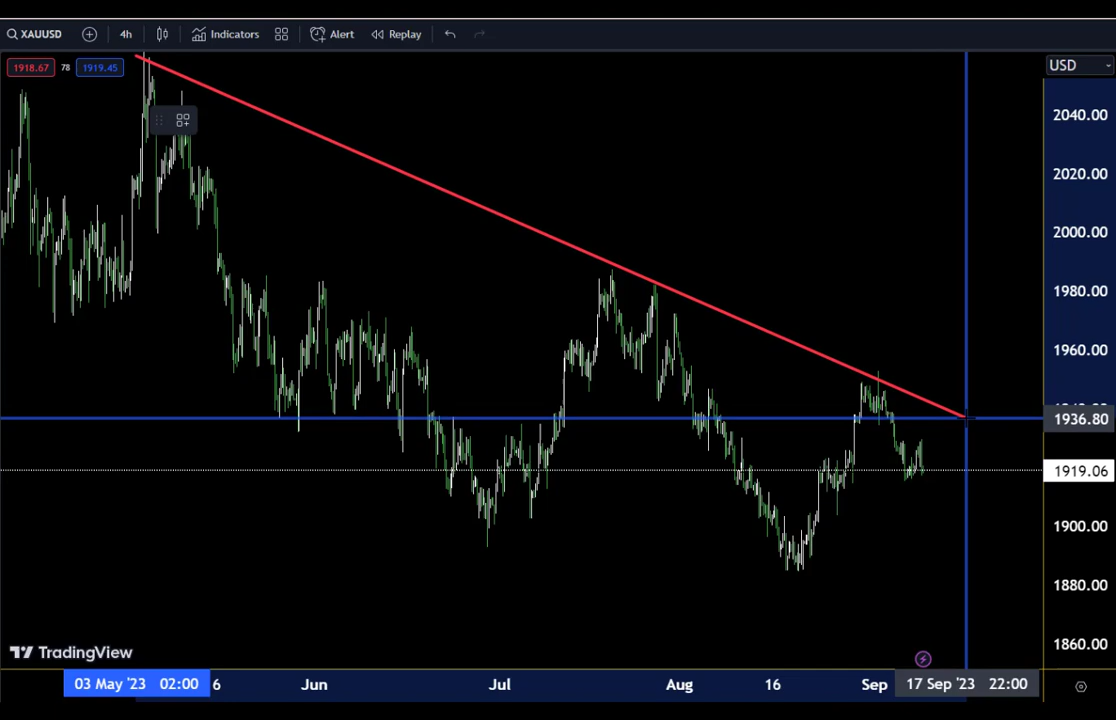 XAUUSD 4h Indicators Alert Replay
1918.67 78 1919.45 USD
2040.00
2020.00
2000.00
1980.00
1960.00
1936.80
1919.06
1900.00
1880.00
1860.00
TradingView
03 May '23 02:00 6 Jun Jul Aug 16 Sep 17 Sep '23 22:00